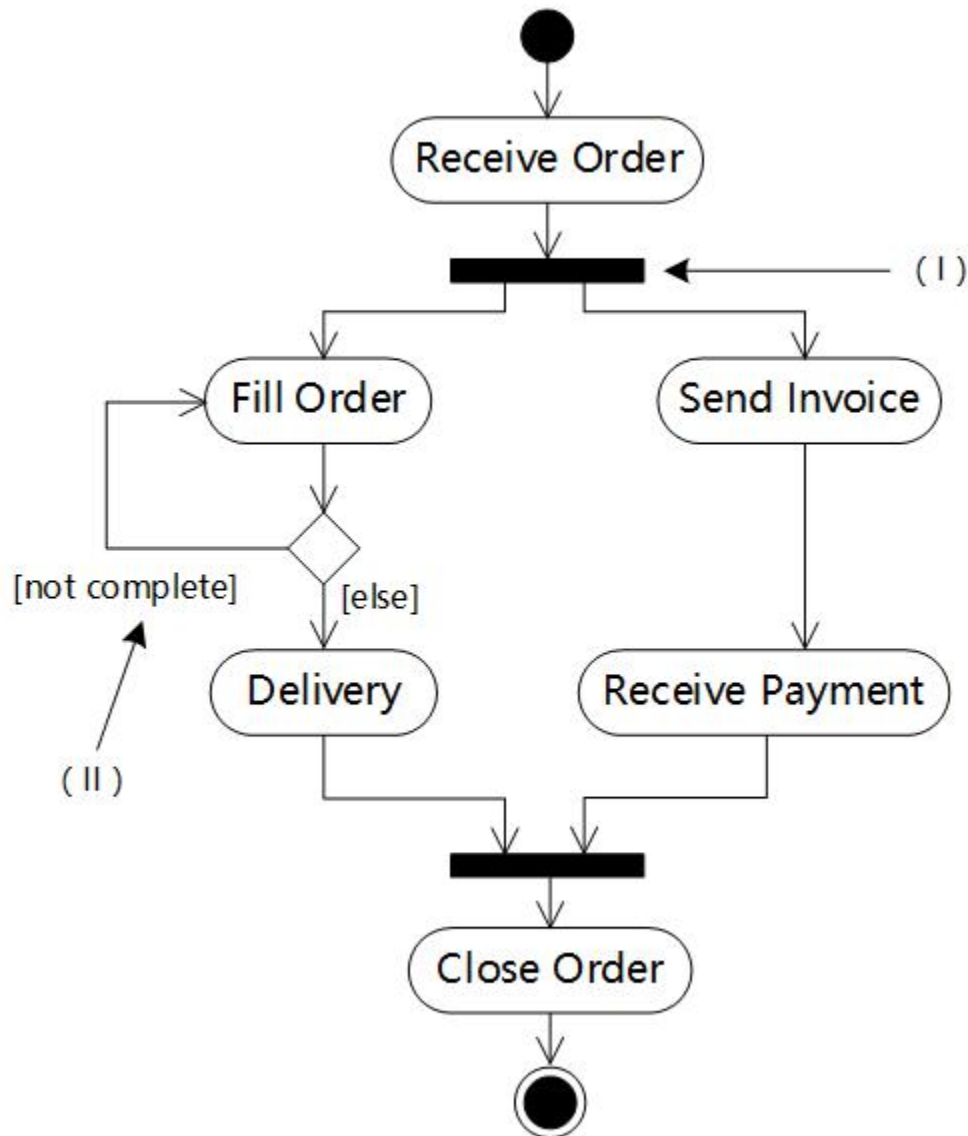 Receive Order
( I )
Fill Order
Send Invoice
[not complete]
[else]
Delivery
Receive Payment
( II )
Close Order